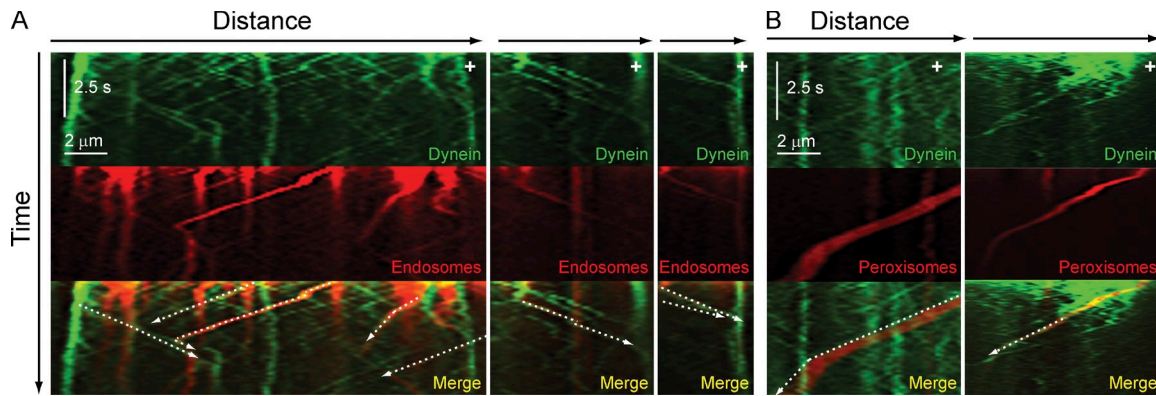 A
Distance
B
Distance
Time
+
2.5 s
2 μm
Dynein
+
Dynein
+
Dynein
+
2.5 s
2 μm
Dynein
+
Dynein
Endosomes
Endosomes
Endosomes
Peroxisomes
Peroxisomes
Merge
Merge
Merge
Merge
Merge